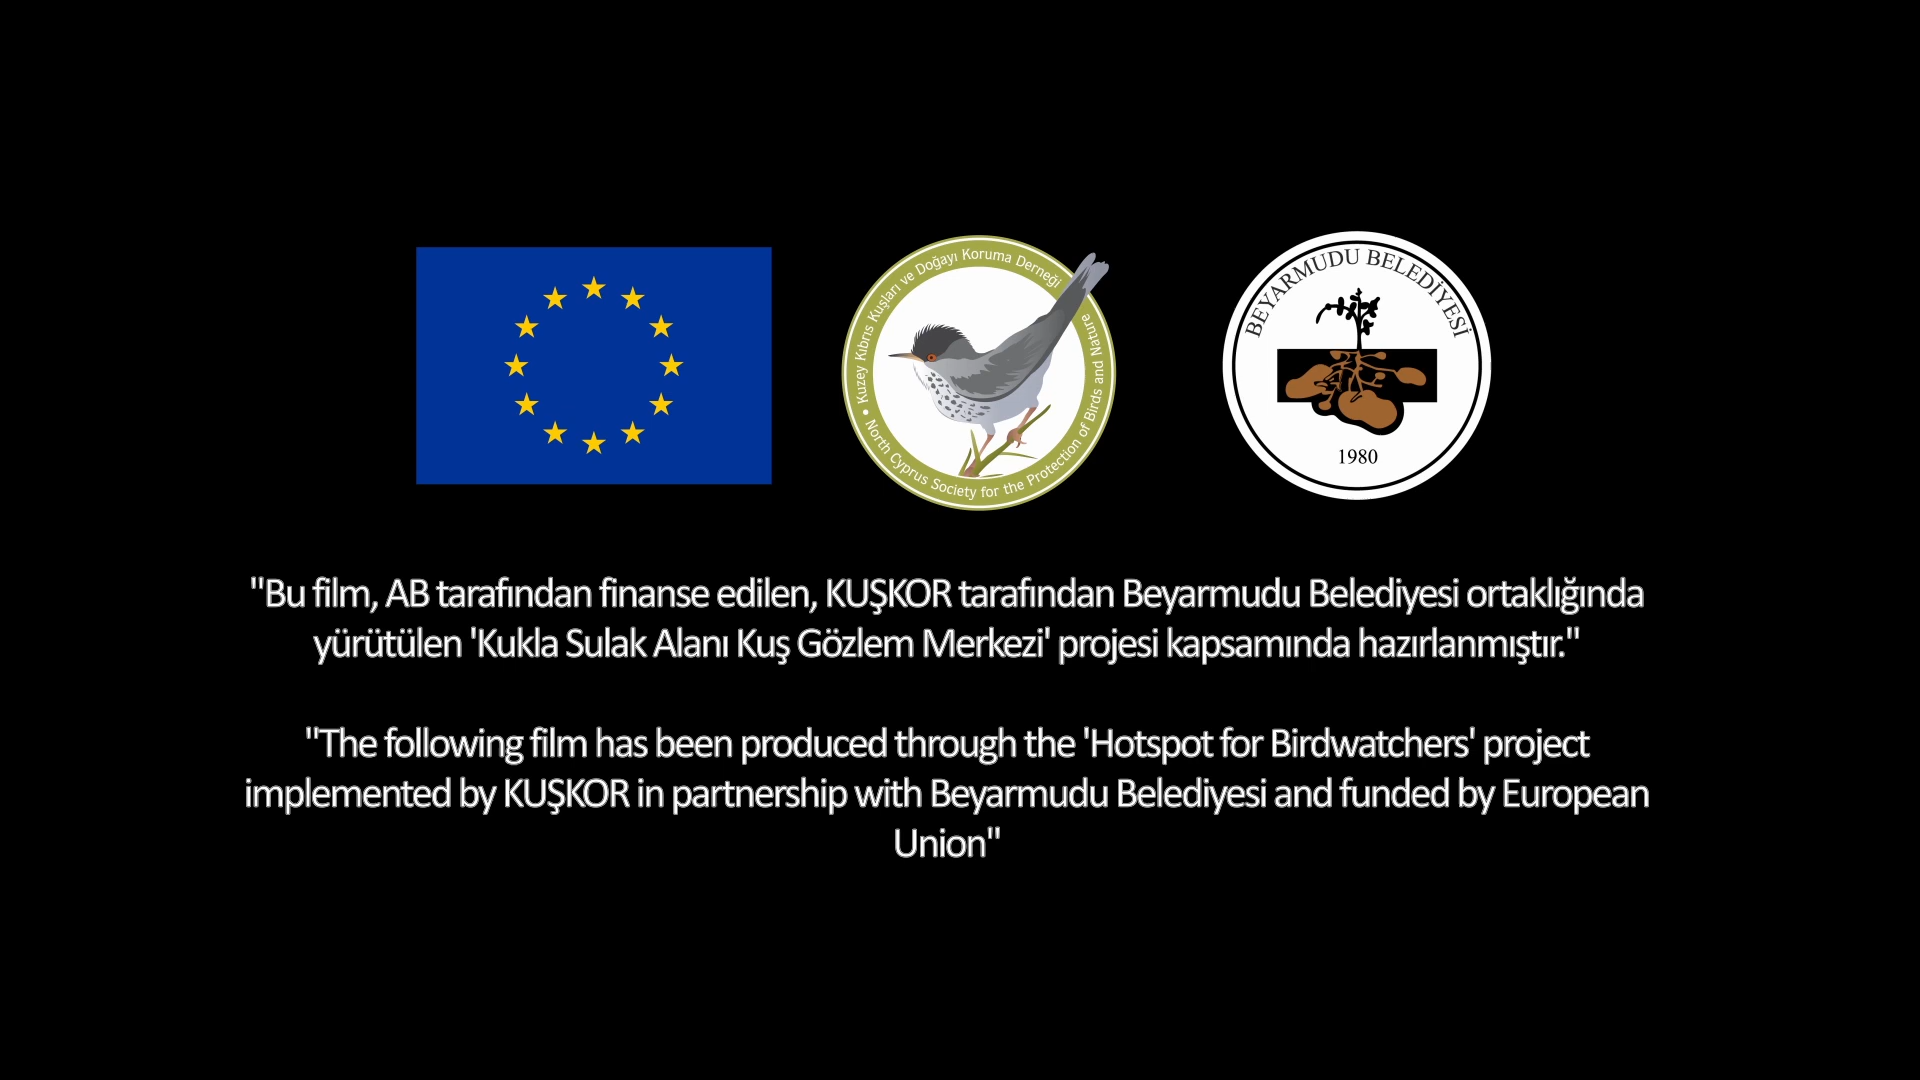 Kuzey Kıbrıs Kuşları ve Doğayı Koruma Derneği
North Cyprus Society for the Protection of Birds and Nature
BEYARMUDU BELEDİYESİ
1980
"Bu film, AB tarafından finanse edilen, KUŞKOR tarafından Beyarmudu Belediyesi ortaklığında
yürütülen 'Kukla Sulak Alanı Kuş Gözlem Merkezi' projesi kapsamında hazırlanmıştır."
"The following film has been produced through the 'Hotspot for Birdwatchers' project
implemented by KUŞKOR in partnership with Beyarmudu Belediyesi and funded by European
Union"